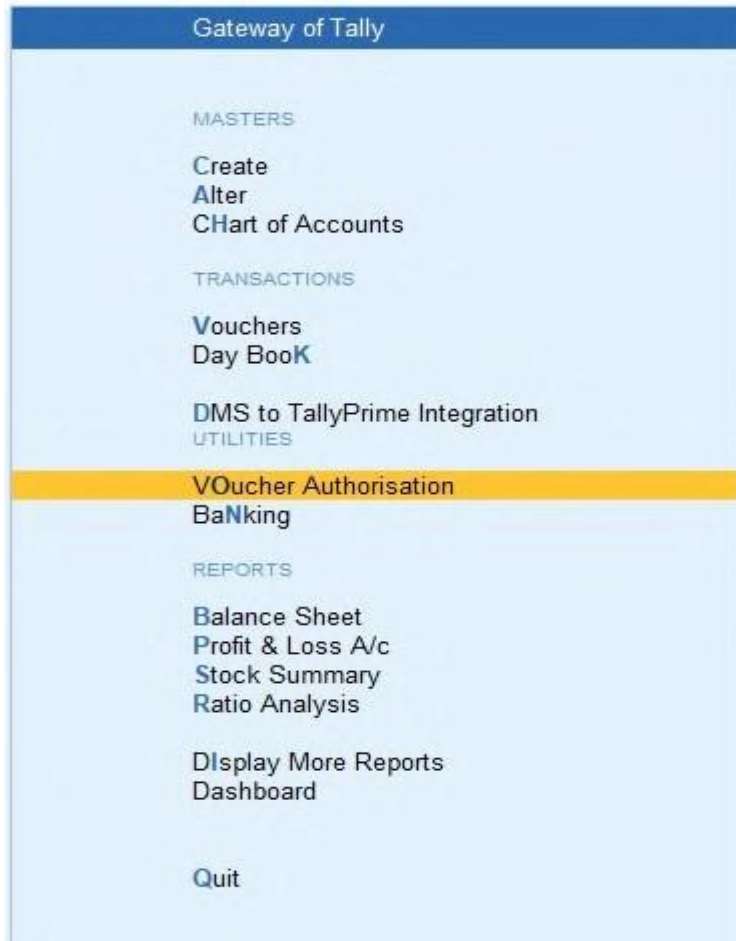 Gateway of Tally
MASTERS
Create
Alter
CHart of Accounts
TRANSACTIONS
Vouchers
Day BooK
DMS to TallyPrime Integration
UTILITIES
VOucher Authorisation
BaNking
REPORTS
Balance Sheet
Profit & Loss A/c
Stock Summary
Ratio Analysis
DIsplay More Reports
Dashboard
Quit